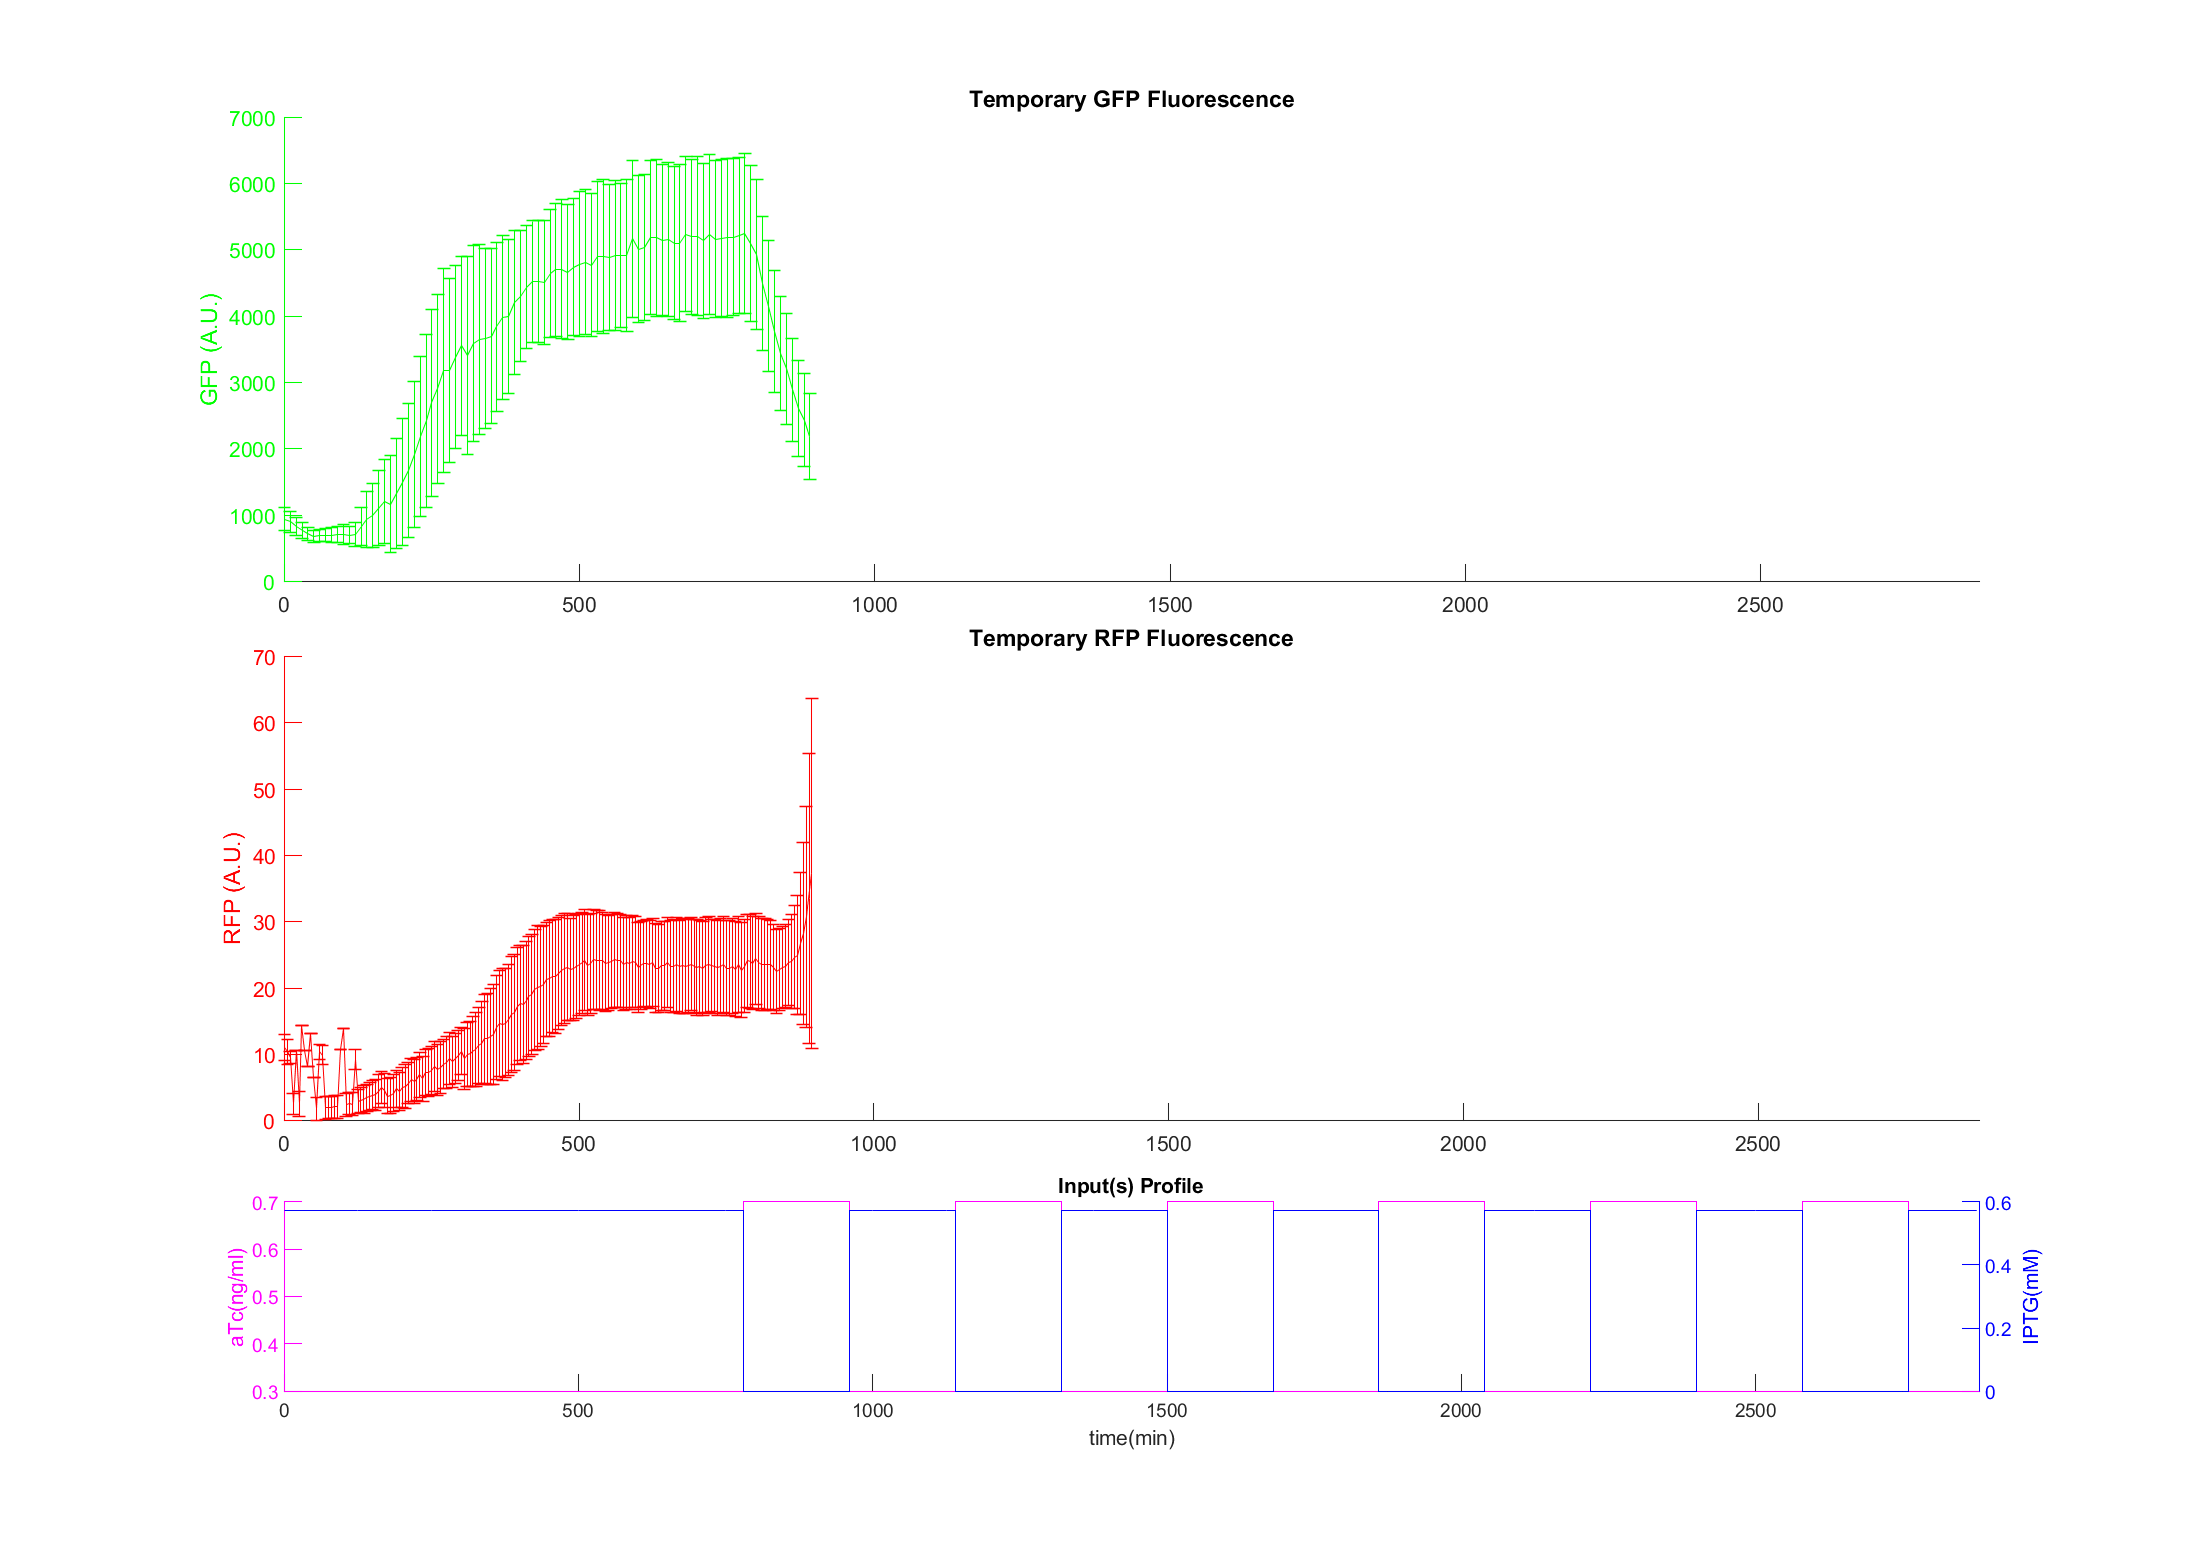 Temporary GFP Fluorescence
7000
6000
5000
4000
3000
2000
1000
0
GFP (A.U.)
0 500 1000 1500 2000 2500
Temporary RFP Fluorescence
70
60
50
40
30
20
10
0
RFP (A.U.)
0 500 1000 1500 2000 2500
Input(s) Profile
0.7
0.6
0.5
0.4
0.3
aTc(ng/ml)
0.6
0.4
0.2
0
IPTG(mM)
0 500 1000 1500 2000 2500
time(min)